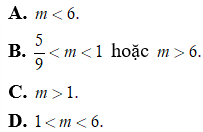 A. m < 6.
B. 5/9 < m < 1 hoặc m > 6.
C. m > 1.
D. 1 < m < 6.